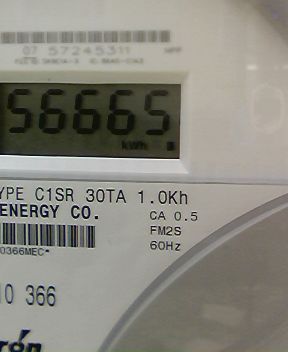 07 57245311
56665
kWh
YPE C1SR 30TA 1.0Kh
ENERGY CO.
CA 0.5
FM2S
60Hz
0366MEC*
10 366
rón